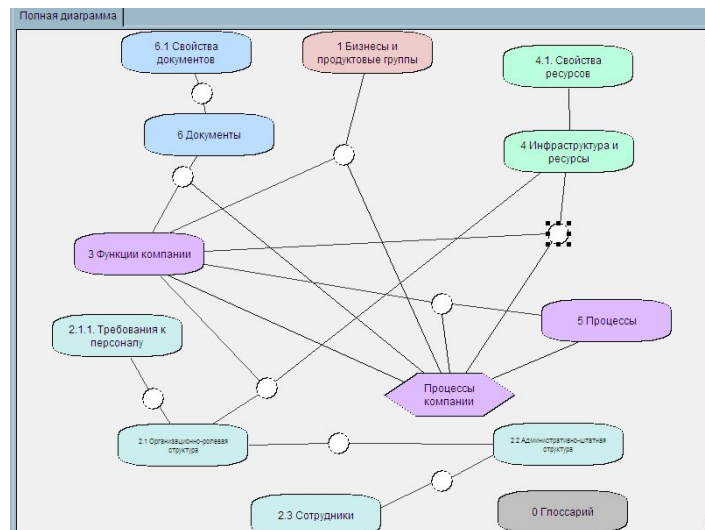 Полная диаграмма
6.1 Свойства
документов
1 Бизнесы и
продуктовые группы
4.1. Свойства
ресурсов
6 Документы
4 Инфраструктура и
ресурсы
3 Функции компании
5 Процессы
2.1.1. Требования к
персоналу
Процессы
компании
2.1 Организационно-ролевая
структура
2.2 Административно-штатная
структура
2.3 Сотрудники
0 Глоссарий